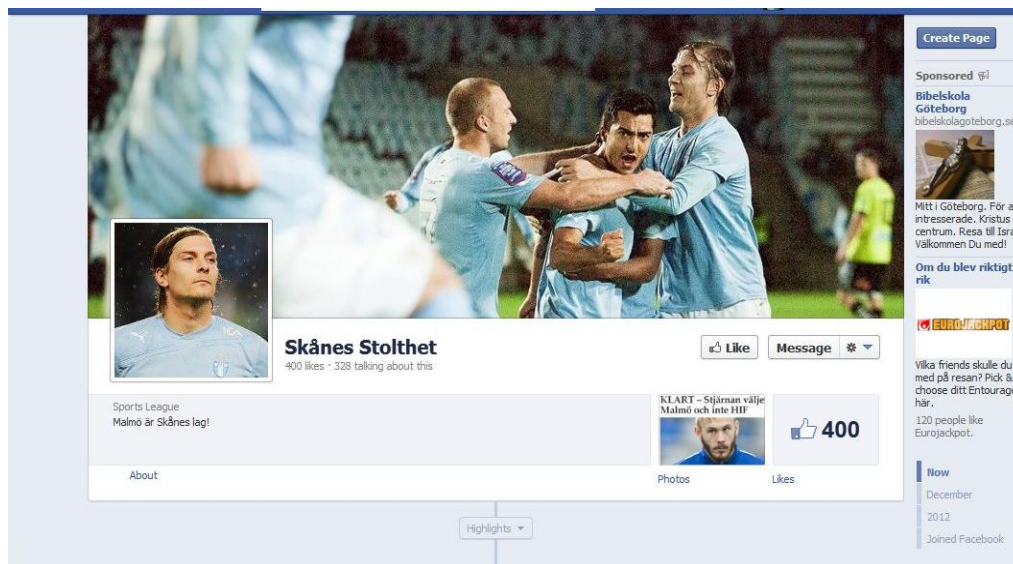 Create Page
Sponsored
Bibelskola
Göteborg
bibelskolagoteborg.se
Mitt i Göteborg. För a
intresserade. Kristus
centrum. Resa till Isra
Välkommen Du med!
Om du blev riktigt
rik
EUROJACKPOT
Vilka friends skulle du
med på resan? Pick &
choose ditt Entourage
här.
120 people like
Eurojackpot.
Skånes Stolthet
400 likes · 328 talking about this
Like
Message
Sports League
Malmö är Skånes lag!
About
KLART – Stjärnan välje
Malmö och inte HIF
Photos
400
Likes
Highlights
Now
December
2012
Joined Facebook